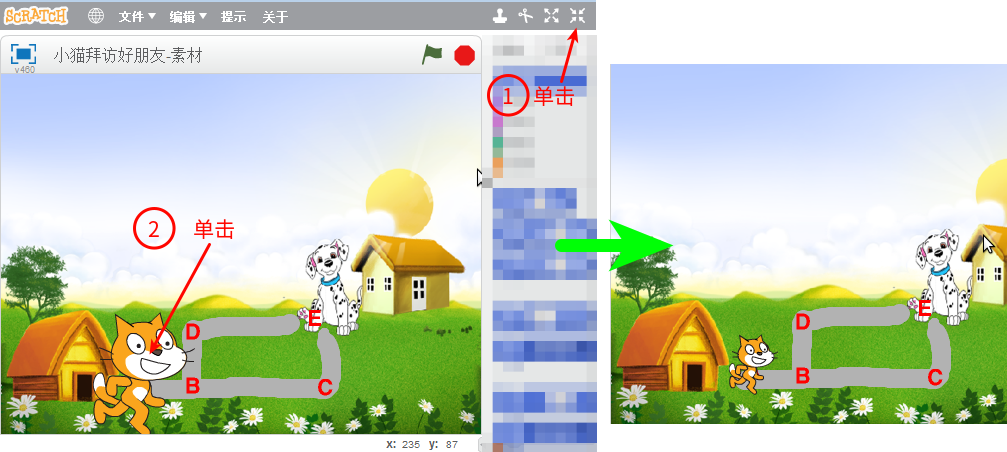 SCRATCH 文件 编辑 提示 关于
小猫拜访好朋友-素材
v460
1 单击
2 单击
D
E
B
C
x: 235 y: 87
D
E
B
C